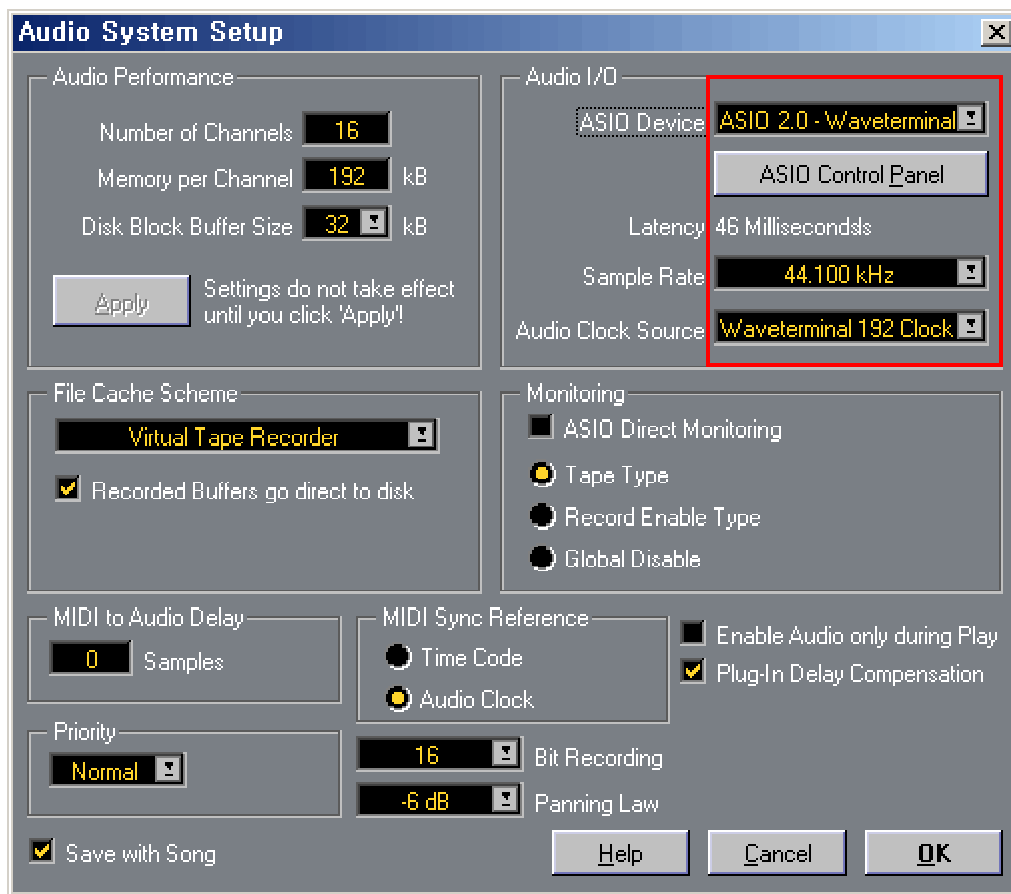 Audio System Setup
Audio Performance
Number of Channels 16
Memory per Channel 192 kB
Disk Block Buffer Size 32 kB
Apply
Settings do not take effect
until you click 'Apply'!
Audio I/O
ASIO Device ASIO 2.0 - Waveterminal
ASIO Control Panel
Latency 46 Millisecondsls
Sample Rate 44.100 kHz
Audio Clock Source Waveterminal 192 Clock
File Cache Scheme
Virtual Tape Recorder
Recorded Buffers go direct to disk
Monitoring
ASIO Direct Monitoring
Tape Type
Record Enable Type
Global Disable
MIDI to Audio Delay
0 Samples
MIDI Sync Reference
Time Code
Audio Clock
Enable Audio only during Play
Plug-In Delay Compensation
Priority
Normal
16 Bit Recording
-6 dB Panning Law
Save with Song
Help
Cancel
OK